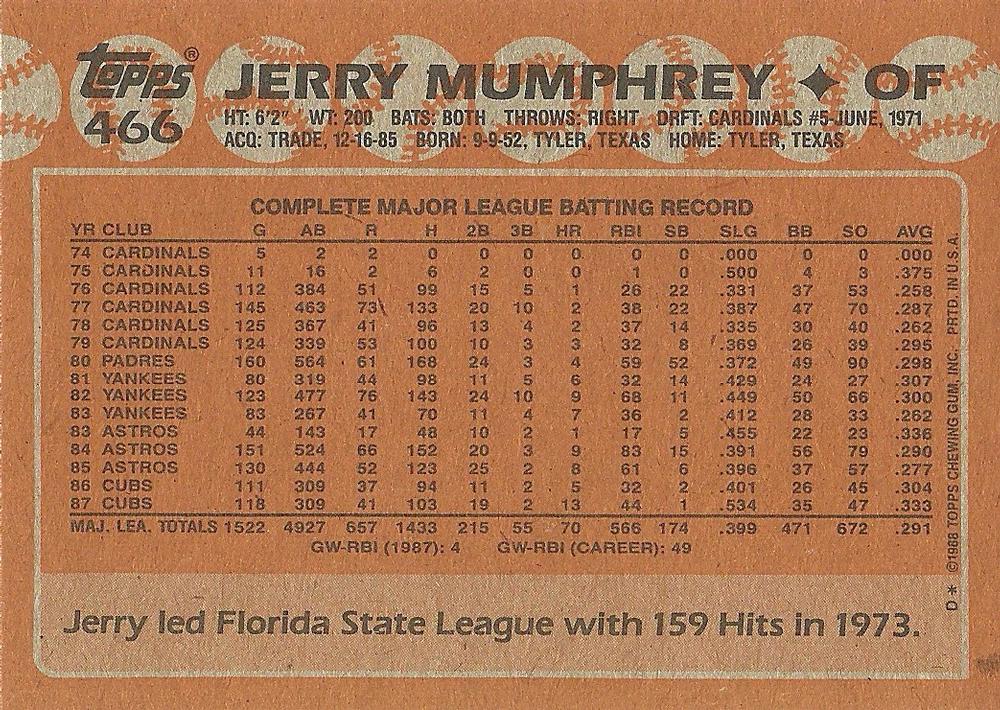 Topps®
466
JERRY MUMPHREY ✦ OF
HT: 6'2" WT: 200 BATS: BOTH THROWS: RIGHT DRFT: CARDINALS #5-JUNE, 1971
ACQ: TRADE, 12-16-85 BORN: 9-9-52, TYLER, TEXAS HOME: TYLER, TEXAS
COMPLETE MAJOR LEAGUE BATTING RECORD
YR CLUB G AB R H 2B 3B HR RBI SB SLG BB SO AVG
74 CARDINALS 5 2 2 0 0 0 0 0 0 .000 0 0 .000
75 CARDINALS 11 16 2 6 2 0 0 1 0 .500 4 3 .375
76 CARDINALS 112 384 51 99 15 5 1 26 22 .331 37 53 .258
77 CARDINALS 145 463 73 133 20 10 2 38 22 .387 47 70 .287
78 CARDINALS 125 367 41 96 13 4 2 37 14 .335 30 40 .262
79 CARDINALS 124 339 53 100 10 3 3 32 8 .369 26 39 .295
80 PADRES 160 564 61 168 24 3 4 59 52 .372 49 90 .298
81 YANKEES 80 319 44 98 11 5 6 32 14 .429 24 27 .307
82 YANKEES 123 477 76 143 24 10 9 68 11 .449 50 66 .300
83 YANKEES 83 267 41 70 11 4 7 36 2 .412 28 33 .262
83 ASTROS 44 143 17 48 10 2 1 17 5 .455 22 23 .336
84 ASTROS 151 524 66 152 20 3 9 83 15 .391 56 79 .290
85 ASTROS 130 444 52 123 25 2 8 61 6 .396 37 57 .277
86 CUBS 111 309 37 94 11 2 5 32 2 .401 26 45 .304
87 CUBS 118 309 41 103 19 2 13 44 1 .534 35 47 .333
MAJ. LEA. TOTALS 1522 4927 657 1433 215 55 70 566 174 .399 471 672 .291
GW-RBI (1987): 4 GW-RBI (CAREER): 49
Jerry led Florida State League with 159 Hits in 1973.
D * ©1988 TOPPS CHEWING GUM, INC. PRTD. IN U.S.A.